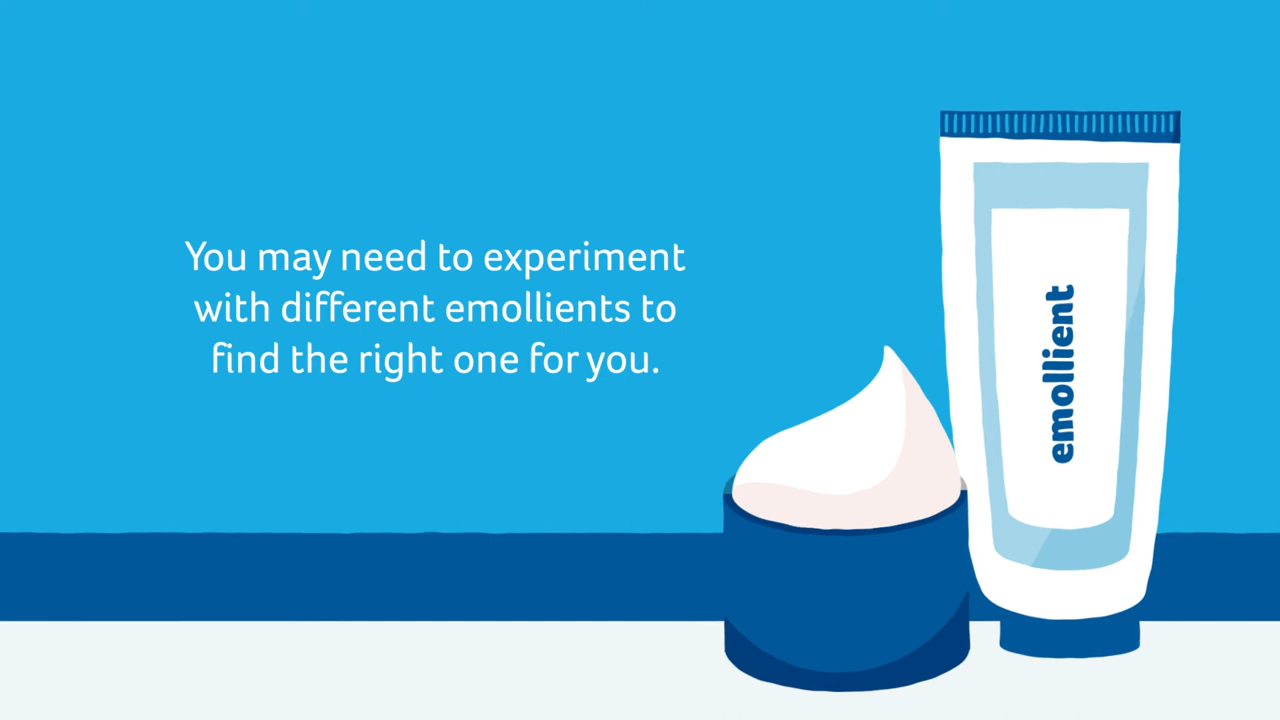 You may need to experiment
with different emollients to
find the right one for you.
emollient